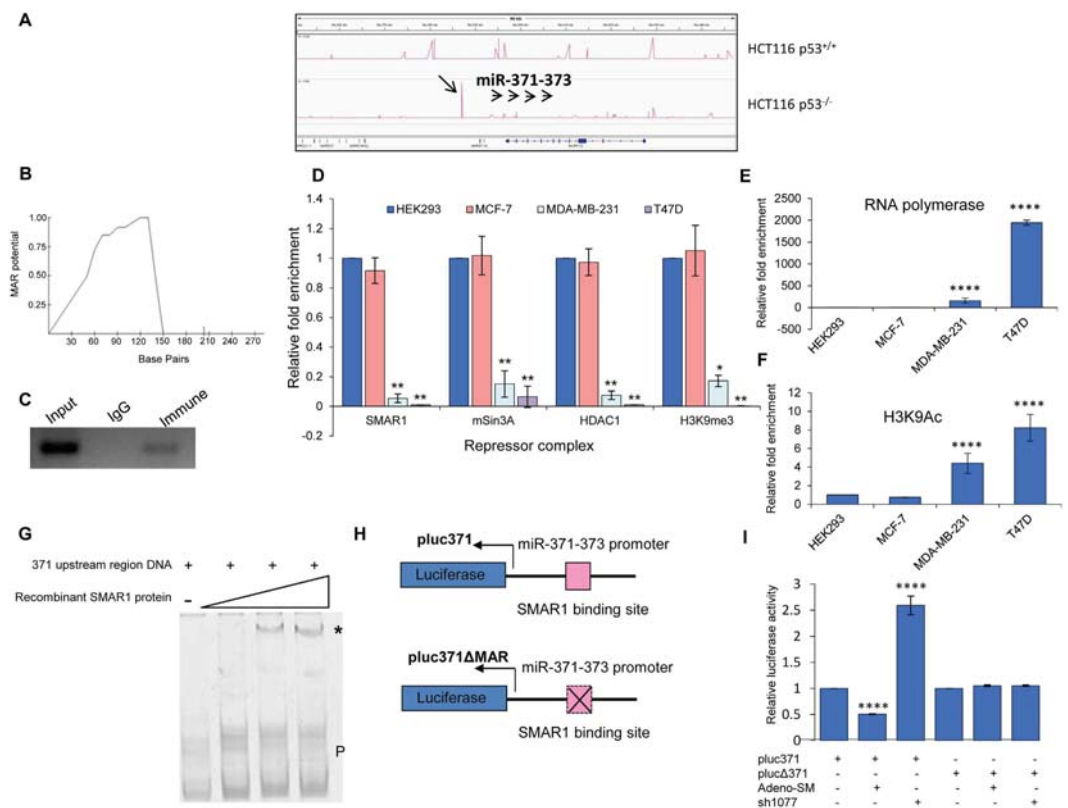 A
HCT116 p53+/+
miR-371-373
HCT116 p53-/-
B
MAR potential
1.00
0.75
0.50
0.25
30 60 90 120 150 180 210 240 270
Base Pairs
C
Input IgG Immune
D
HEK293 MCF-7 MDA-MB-231 T47D
Relative fold enrichment
1.4
1.2
1
0.8
0.6
0.4
0.2
0
-0.2
** ** ** ** ** ** *
SMAR1 mSin3A HDAC1 H3K9me3
Repressor complex
E
RNA polymerase
Relative fold enrichment
2500
2000
1500
1000
500
0
-500
**** ****
HEK293 MCF-7 MDA-MB-231 T47D
F
H3K9Ac
Relative fold enrichment
12
10
8
6
4
2
0
**** ****
HEK293 MCF-7 MDA-MB-231 T47D
G
371 upstream region DNA + + + +
Recombinant SMAR1 protein -
*
P
H
pluc371
miR-371-373 promoter
Luciferase
SMAR1 binding site
pluc371ΔMAR
miR-371-373 promoter
Luciferase
SMAR1 binding site
I
Relative luciferase activity
3
2.5
2
1.5
1
0.5
0
**** ****
pluc371 + + + - - -
plucΔ371 - - - + + +
Adeno-SM - + - - + -
sh1077 - - + - - +